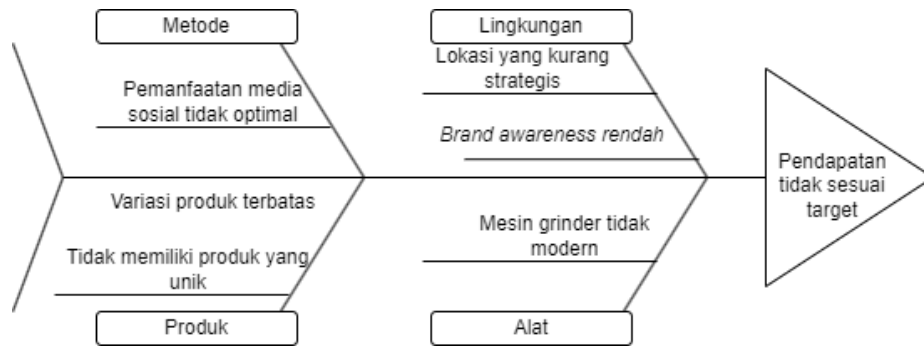 Metode
Lingkungan
Pemanfaatan media
sosial tidak optimal
Lokasi yang kurang
strategis
Brand awareness rendah
Pendapatan
tidak sesuai
target
Variasi produk terbatas
Tidak memiliki produk yang
unik
Mesin grinder tidak
modern
Produk
Alat